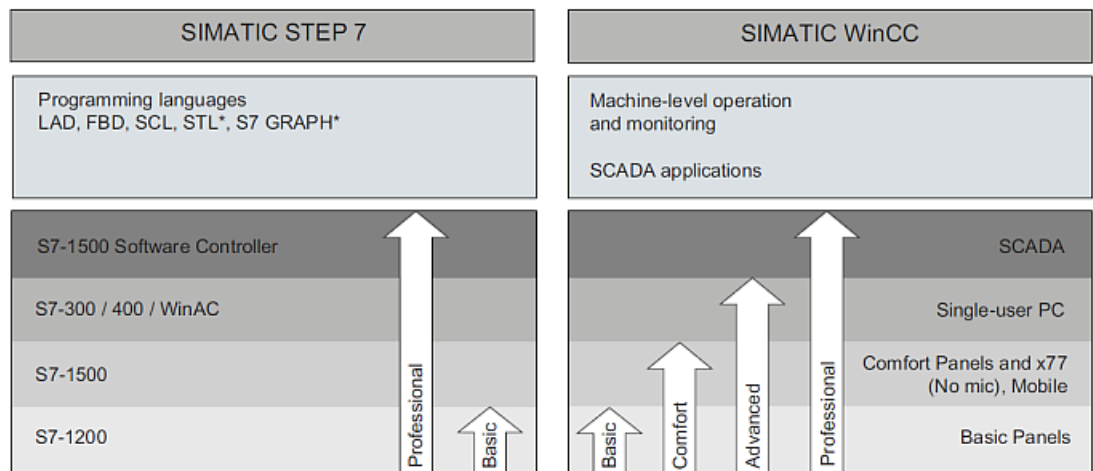 SIMATIC STEP 7
Programming languages
LAD, FBD, SCL, STL*, S7 GRAPH*
S7-1500 Software Controller
S7-300 / 400 / WinAC
S7-1500
S7-1200
Professional
Basic
SIMATIC WinCC
Machine-level operation
and monitoring
SCADA applications
SCADA
Single-user PC
Comfort Panels and x77
(No mic), Mobile
Basic Panels
Basic
Comfort
Advanced
Professional